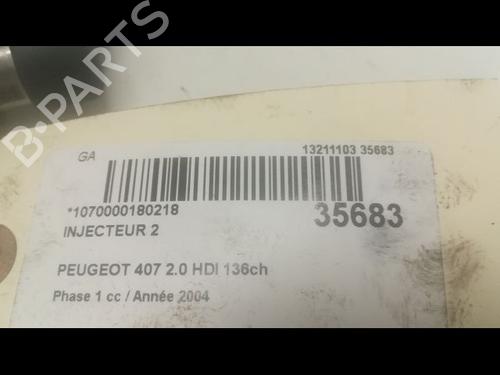 B-PARTS
GA
13211103 35683
*1070000180218
35683
INJECTEUR 2
PEUGEOT 407 2.0 HDI 136ch
Phase 1 cc / Année 2004